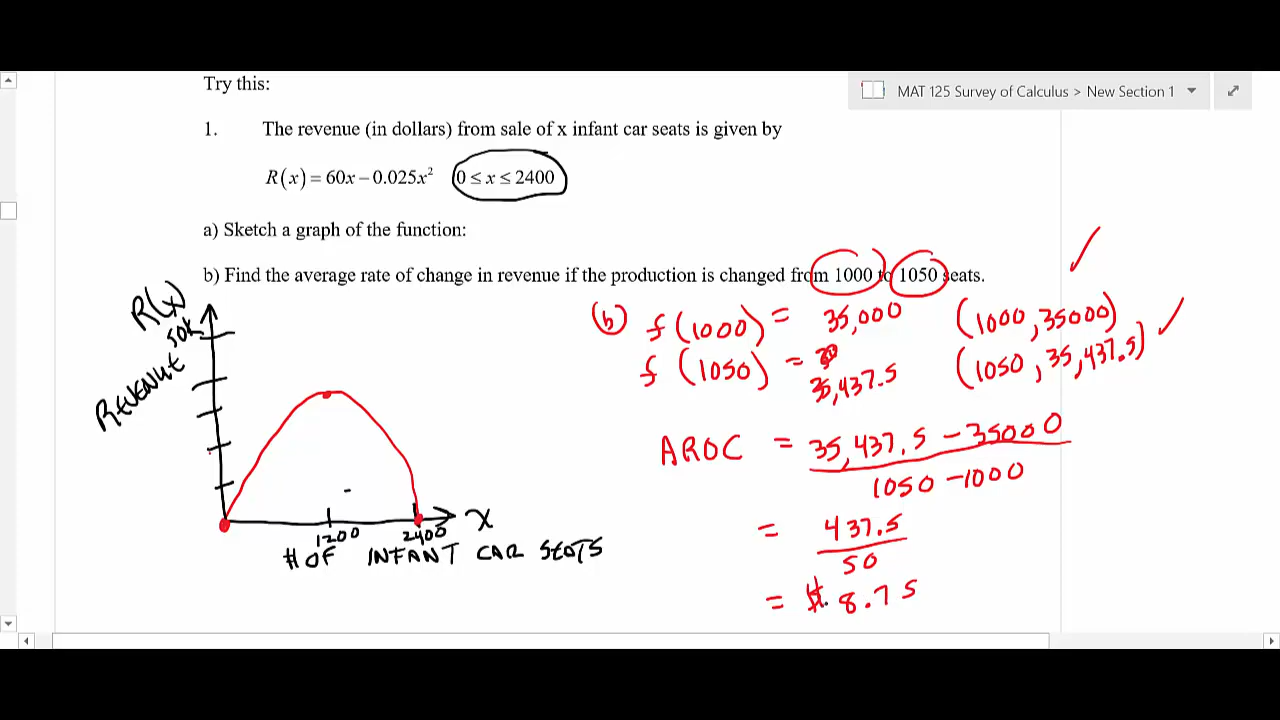 Try this:
MAT 125 Survey of Calculus > New Section 1
1. The revenue (in dollars) from sale of x infant car seats is given by
R(x) = 60x − 0.025x² 0 ≤ x ≤ 2400
a) Sketch a graph of the function:
b) Find the average rate of change in revenue if the production is changed from 1000 to 1050 seats.
R(x)
50k
REVENUE
1200
2400
x
# OF INFANT CAR SEATS
(b) f(1000) = 35,000 (1000, 35000)
f(1050) = 35,437.5 (1050, 35,437.5)
AROC = 35,437.5 − 35000
1050 − 1000
= 437.5
50
= $8.75